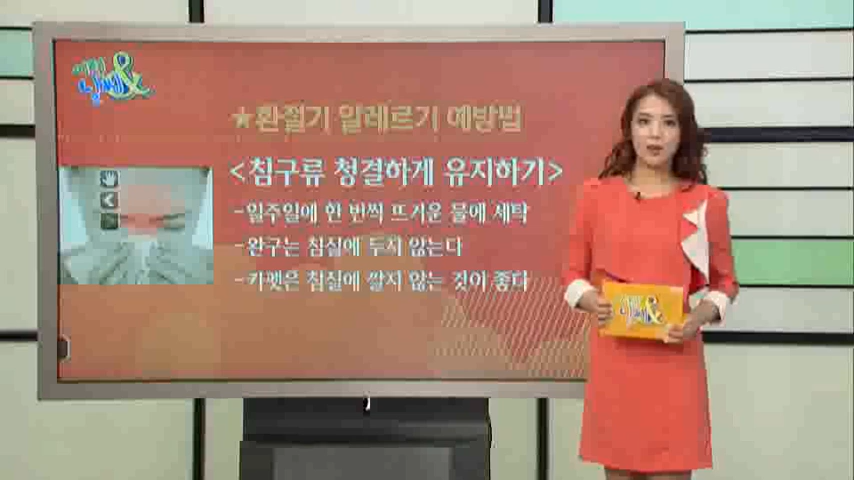 ★환절기 알레르기 예방법
<침구류 청결하게 유지하기>
-일주일에 한 번씩 뜨거운 물에 세탁
-완구는 침실에 두지 않는다
-카펫은 침실에 깔지 않는 것이 좋다